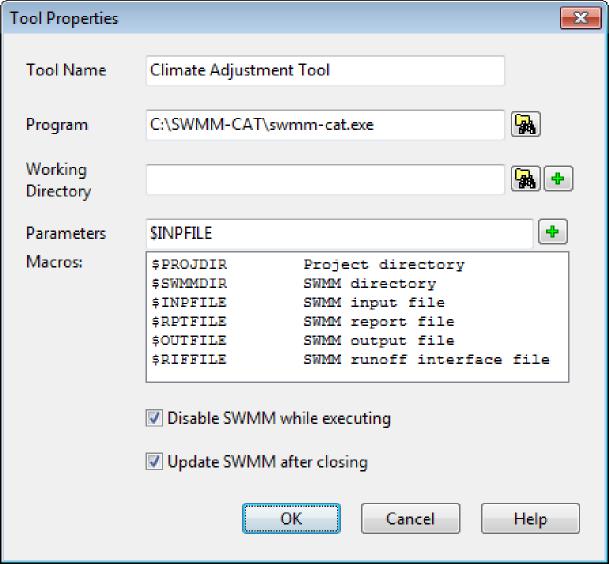 Tool Properties
Tool Name Climate Adjustment Tool
Program C:\SWMM-CAT\swmm-cat.exe
Working
Directory
Parameters $INPFILE
Macros:
$PROJDIR Project directory
$SWMMDIR SWMM directory
$INPFILE SWMM input file
$RPTFILE SWMM report file
$OUTFILE SWMM output file
$RIFFILE SWMM runoff interface file
Disable SWMM while executing
Update SWMM after closing
OK Cancel Help